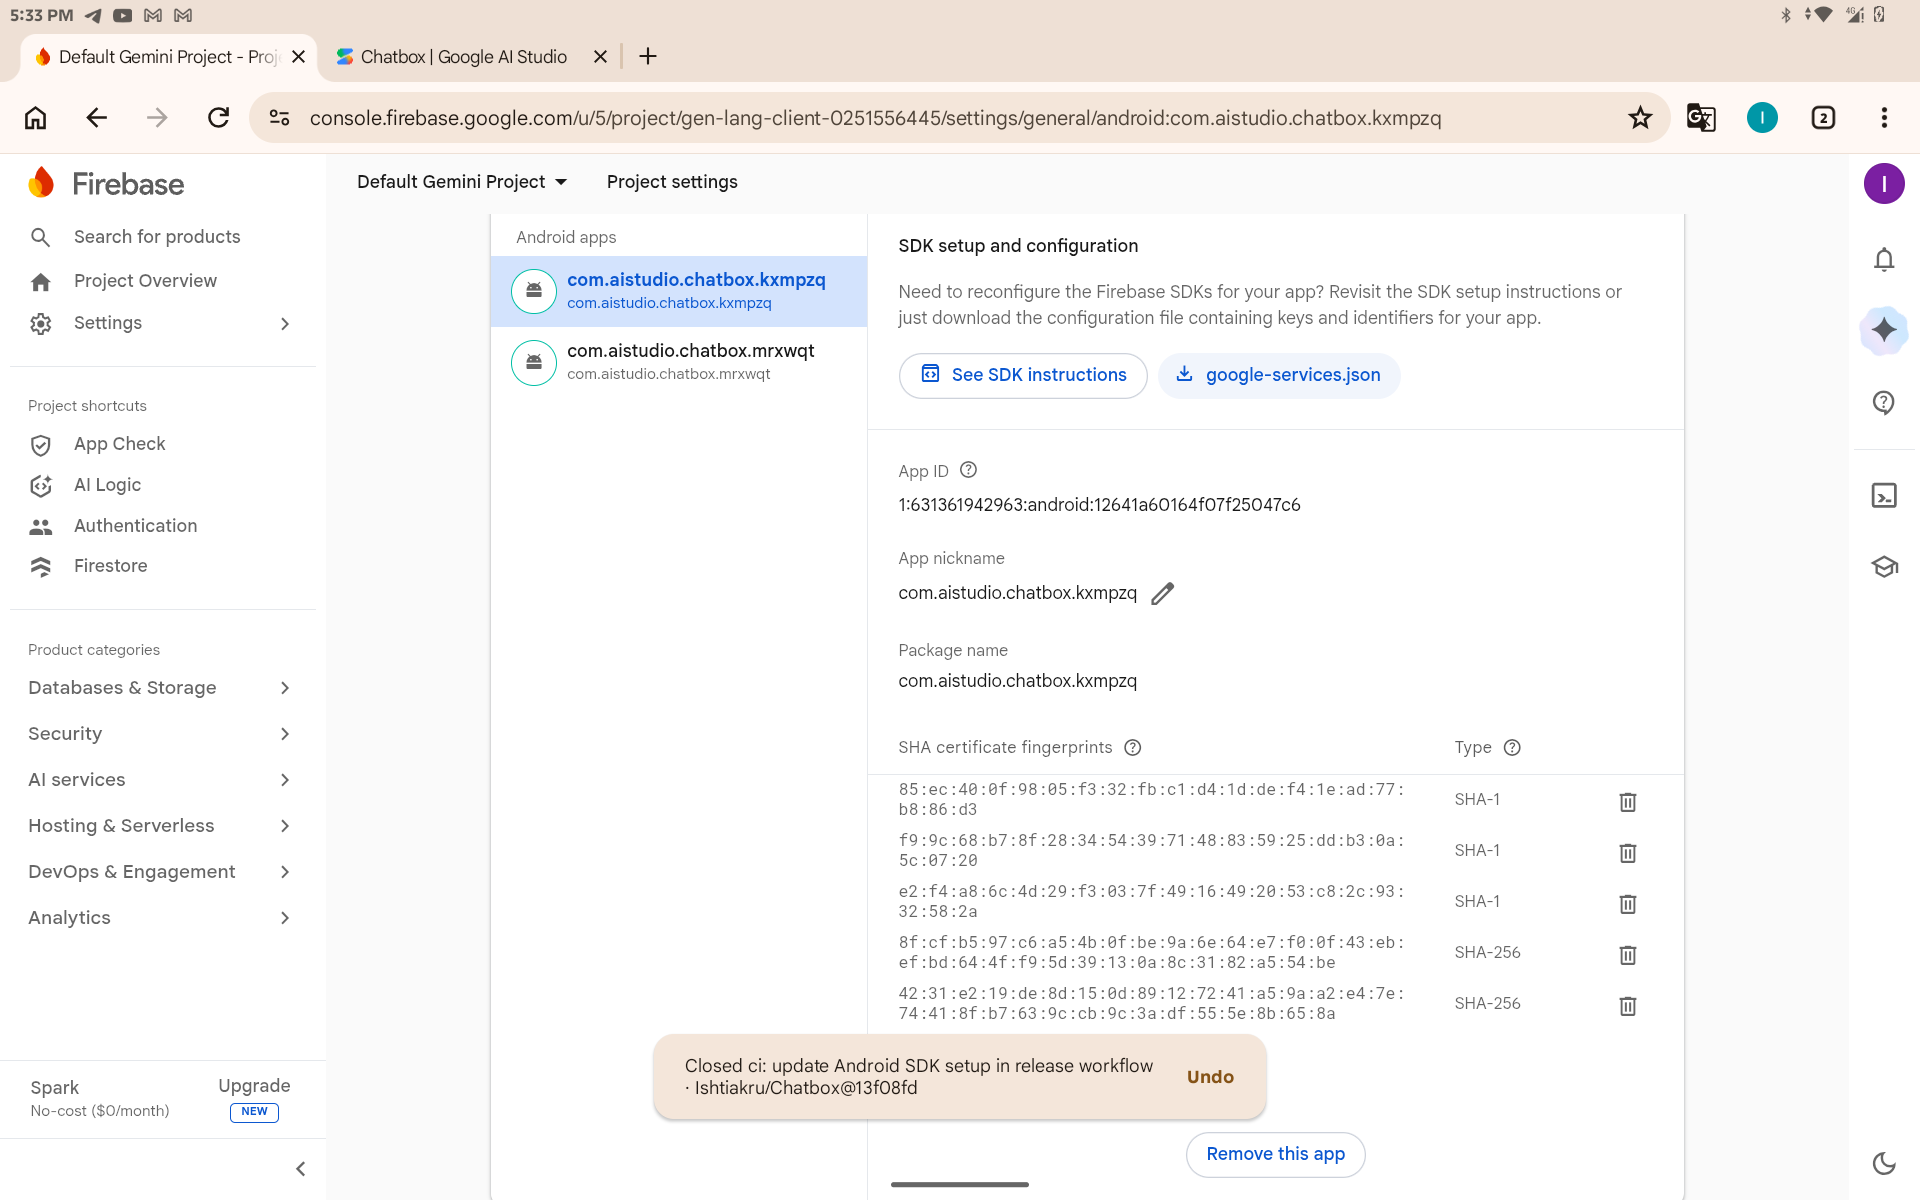 5:33 PM
Default Gemini Project - Proj
Chatbox | Google AI Studio
console.firebase.google.com/u/5/project/gen-lang-client-0251556445/settings/general/android:com.aistudio.chatbox.kxmpzq
I
2
Firebase
Search for products
Project Overview
Settings
Project shortcuts
App Check
AI Logic
Authentication
Firestore
Product categories
Databases & Storage
Security
AI services
Hosting & Serverless
DevOps & Engagement
Analytics
Spark
No-cost ($0/month)
Upgrade
NEW
Default Gemini Project
Project settings
I
Android apps
com.aistudio.chatbox.kxmpzq
com.aistudio.chatbox.kxmpzq
com.aistudio.chatbox.mrxwqt
com.aistudio.chatbox.mrxwqt
SDK setup and configuration
Need to reconfigure the Firebase SDKs for your app? Revisit the SDK setup instructions or
just download the configuration file containing keys and identifiers for your app.
See SDK instructions
google-services.json
App ID
1:631361942963:android:12641a60164f07f25047c6
App nickname
com.aistudio.chatbox.kxmpzq
Package name
com.aistudio.chatbox.kxmpzq
SHA certificate fingerprints
Type
85:ec:40:0f:98:05:f3:32:fb:c1:d4:1d:de:f4:1e:ad:77:
b8:86:d3
SHA-1
f9:9c:68:b7:8f:28:34:54:39:71:48:83:59:25:dd:b3:0a:
5c:07:20
SHA-1
e2:f4:a8:6c:4d:29:f3:03:7f:49:16:49:20:53:c8:2c:93:
32:58:2a
SHA-1
8f:cf:b5:97:c6:a5:4b:0f:be:9a:6e:64:e7:f0:0f:43:eb:
ef:bd:64:4f:f9:5d:39:13:0a:8c:31:82:a5:54:be
SHA-256
42:31:e2:19:de:8d:15:0d:89:12:72:41:a5:9a:a2:e4:7e:
74:41:8f:b7:63:9c:cb:9c:3a:df:55:5e:8b:65:8a
SHA-256
Closed ci: update Android SDK setup in release workflow
· Ishtiakru/Chatbox@13f08fd
Undo
Remove this app